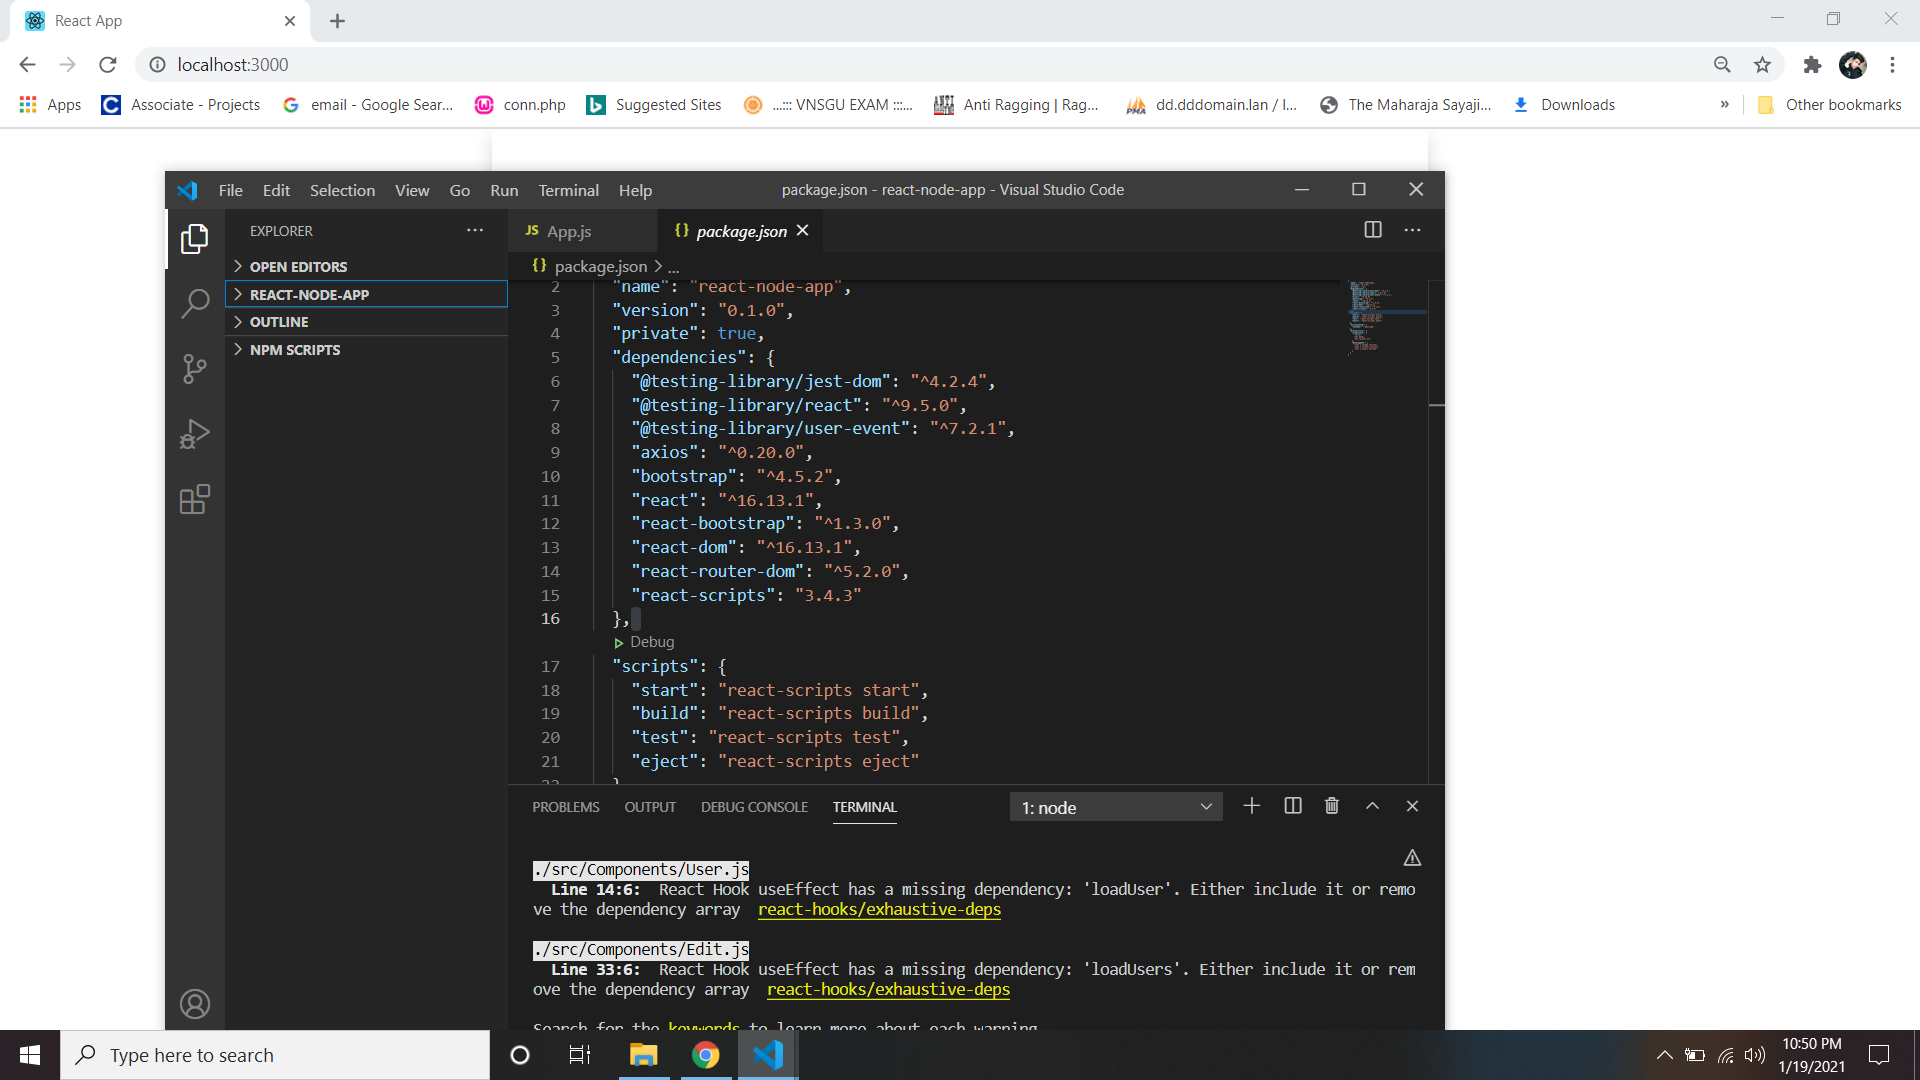 React App
localhost:3000
Apps
Associate - Projects
email - Google Sear...
conn.php
Suggested Sites
...::: VNSGU EXAM :::...
Anti Ragging | Rag...
dd.dddomain.lan / l...
The Maharaja Sayaji...
Downloads
»
Other bookmarks
File Edit Selection View Go Run Terminal Help
package.json - react-node-app - Visual Studio Code
EXPLORER
OPEN EDITORS
REACT-NODE-APP
OUTLINE
NPM SCRIPTS
JS App.js
{} package.json
{} package.json > ...
2 "name": "react-node-app",
3 "version": "0.1.0",
4 "private": true,
5 "dependencies": {
6 "@testing-library/jest-dom": "^4.2.4",
7 "@testing-library/react": "^9.5.0",
8 "@testing-library/user-event": "^7.2.1",
9 "axios": "^0.20.0",
10 "bootstrap": "^4.5.2",
11 "react": "^16.13.1",
12 "react-bootstrap": "^1.3.0",
13 "react-dom": "^16.13.1",
14 "react-router-dom": "^5.2.0",
15 "react-scripts": "3.4.3"
16 },
Debug
17 "scripts": {
18 "start": "react-scripts start",
19 "build": "react-scripts build",
20 "test": "react-scripts test",
21 "eject": "react-scripts eject"
PROBLEMS OUTPUT DEBUG CONSOLE TERMINAL
1: node
./src/Components/User.js
Line 14:6:  React Hook useEffect has a missing dependency: 'loadUser'. Either include it or remo
ve the dependency array  react-hooks/exhaustive-deps
./src/Components/Edit.js
Line 33:6:  React Hook useEffect has a missing dependency: 'loadUsers'. Either include it or rem
ove the dependency array  react-hooks/exhaustive-deps
Search for the keywords to learn more about each warning.
Type here to search
10:50 PM
1/19/2021